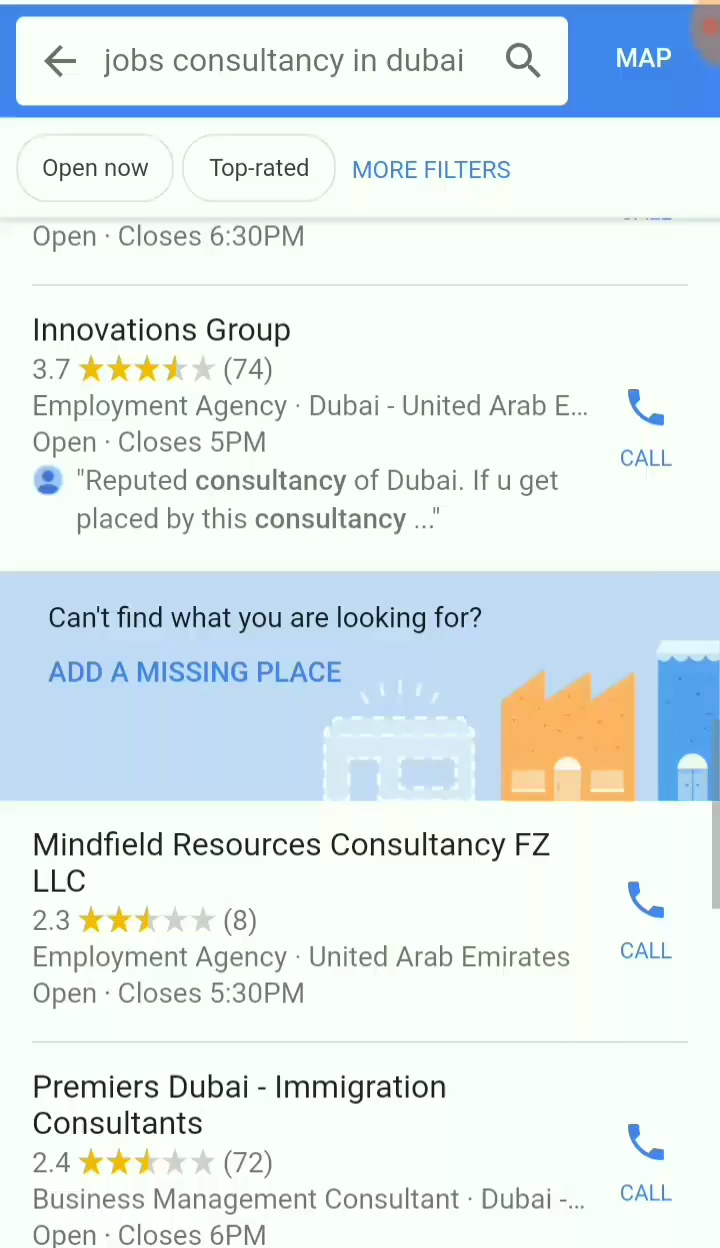 jobs consultancy in dubai
MAP
Open now
Top-rated
MORE FILTERS
Open · Closes 6:30PM
Innovations Group
3.7 (74)
Employment Agency · Dubai - United Arab E...
Open · Closes 5PM
CALL
"Reputed consultancy of Dubai. If u get
placed by this consultancy ..."
Can't find what you are looking for?
ADD A MISSING PLACE
Mindfield Resources Consultancy FZ
LLC
2.3 (8)
Employment Agency · United Arab Emirates
CALL
Open · Closes 5:30PM
Premiers Dubai - Immigration
Consultants
2.4 (72)
Business Management Consultant · Dubai -...
CALL
Open · Closes 6PM